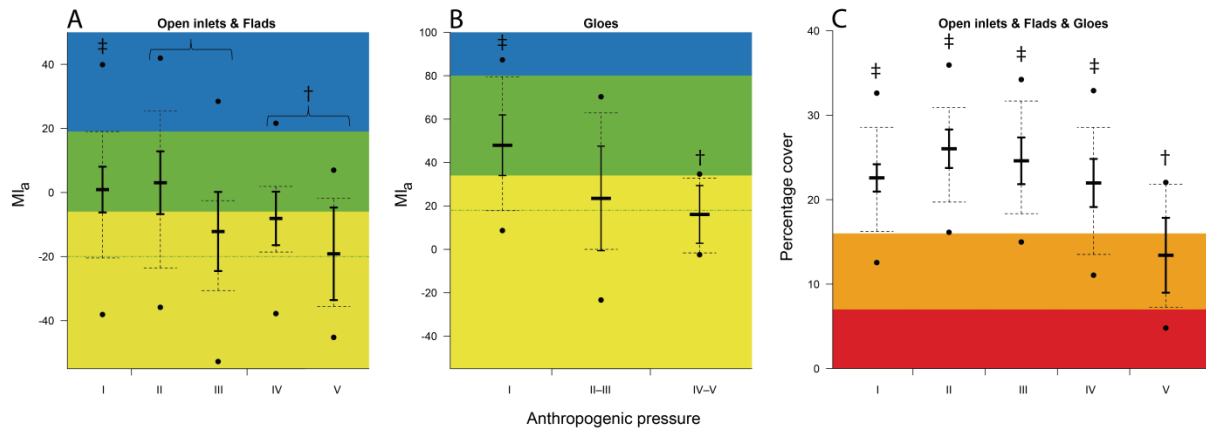 A
Open inlets & Flads
‡
†
MIa
40
20
0
-20
-40
I
II
III
IV
V
B
Gloes
‡
†
MIa
100
80
60
40
20
0
-20
-40
I
II–III
IV–V
Anthropogenic pressure
C
Open inlets & Flads & Gloes
‡
‡
‡
‡
†
Percentage cover
40
30
20
10
0
I
II
III
IV
V